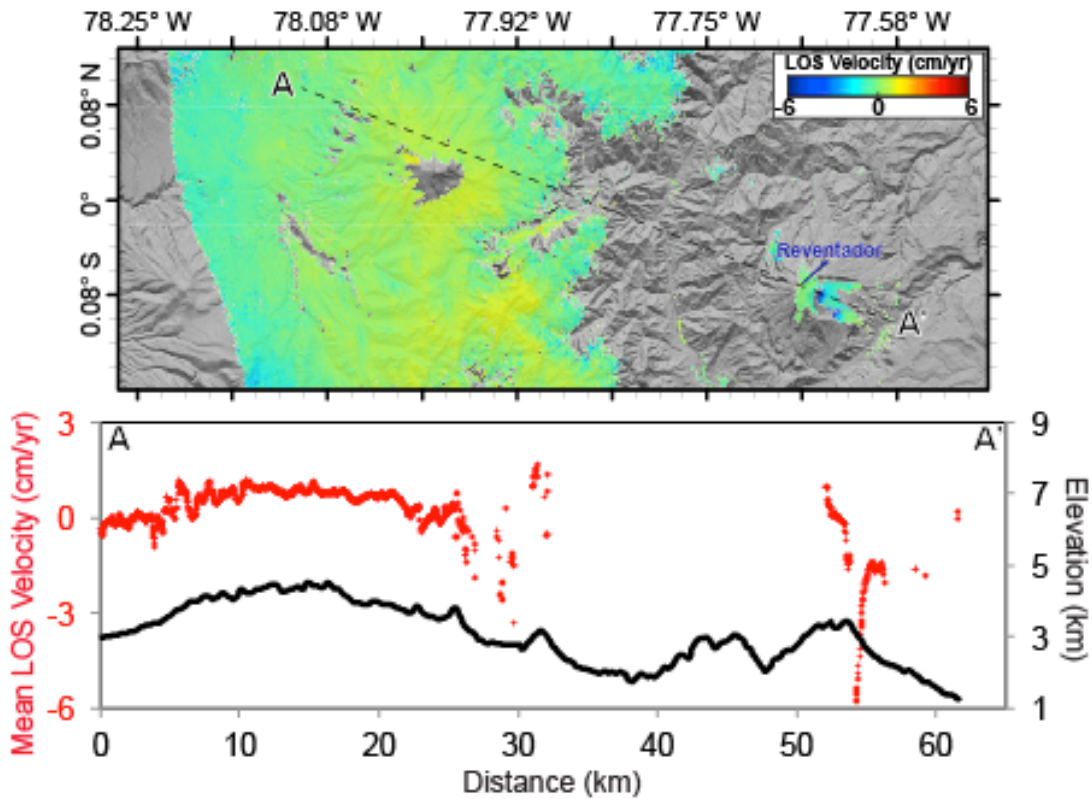 78.25° W 78.08° W 77.92° W 77.75° W 77.58° W
LOS Velocity (cm/yr)
-6 0 6
0.08° N
0°
0.08° S
A
Reventador
A'
A A'
Mean LOS Velocity (cm/yr)
3
0
-3
-6
9
7
5
3
1
Elevation (km)
0 10 20 30 40 50 60
Distance (km)